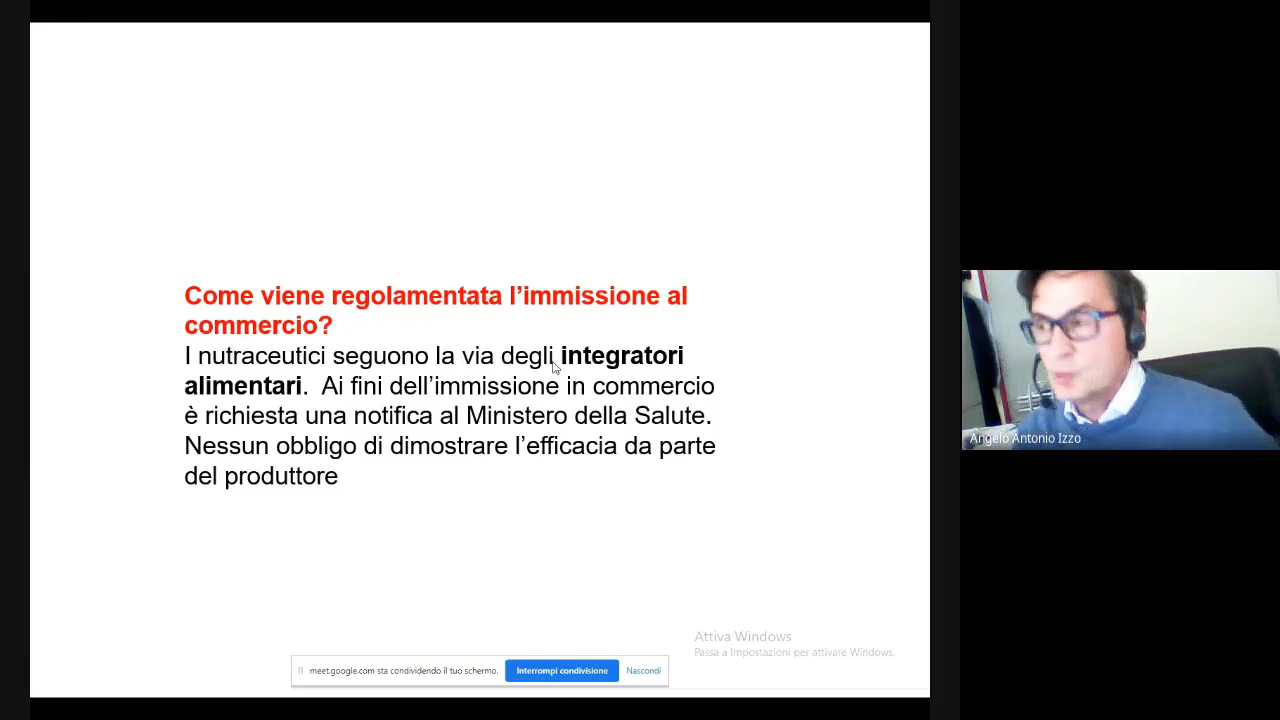 Come viene regolamentata l’immissione al
commercio?
I nutraceutici seguono la via degli integratori
alimentari.  Ai fini dell’immissione in commercio
è richiesta una notifica al Ministero della Salute.
Nessun obbligo di dimostrare l’efficacia da parte
del produttore
Angelo Antonio Izzo
Attiva Windows
Passa a Impostazioni per attivare Windows.
meet.google.com sta condividendo il tuo schermo. Interrompi condivisione Nascondi